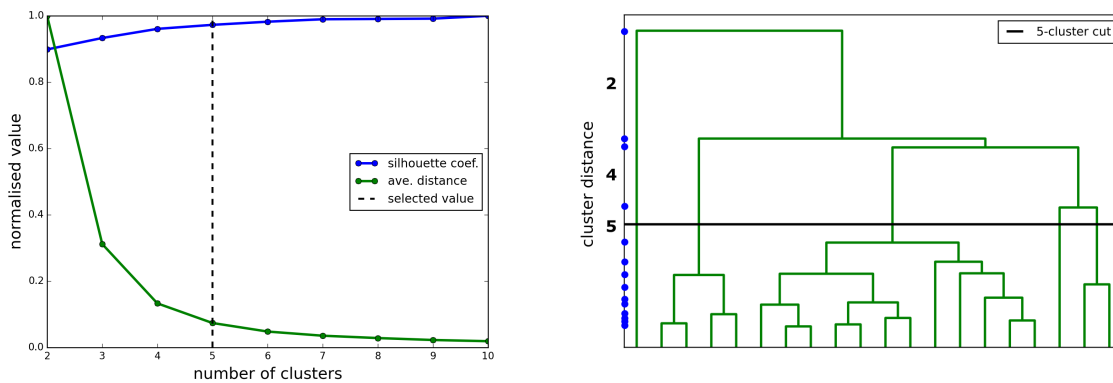 normalised value
1.0
0.8
0.6
0.4
0.2
0.0
2 3 4 5 6 7 8 9 10
number of clusters
silhouette coef.
ave. distance
selected value
cluster distance
2
4
5
5-cluster cut